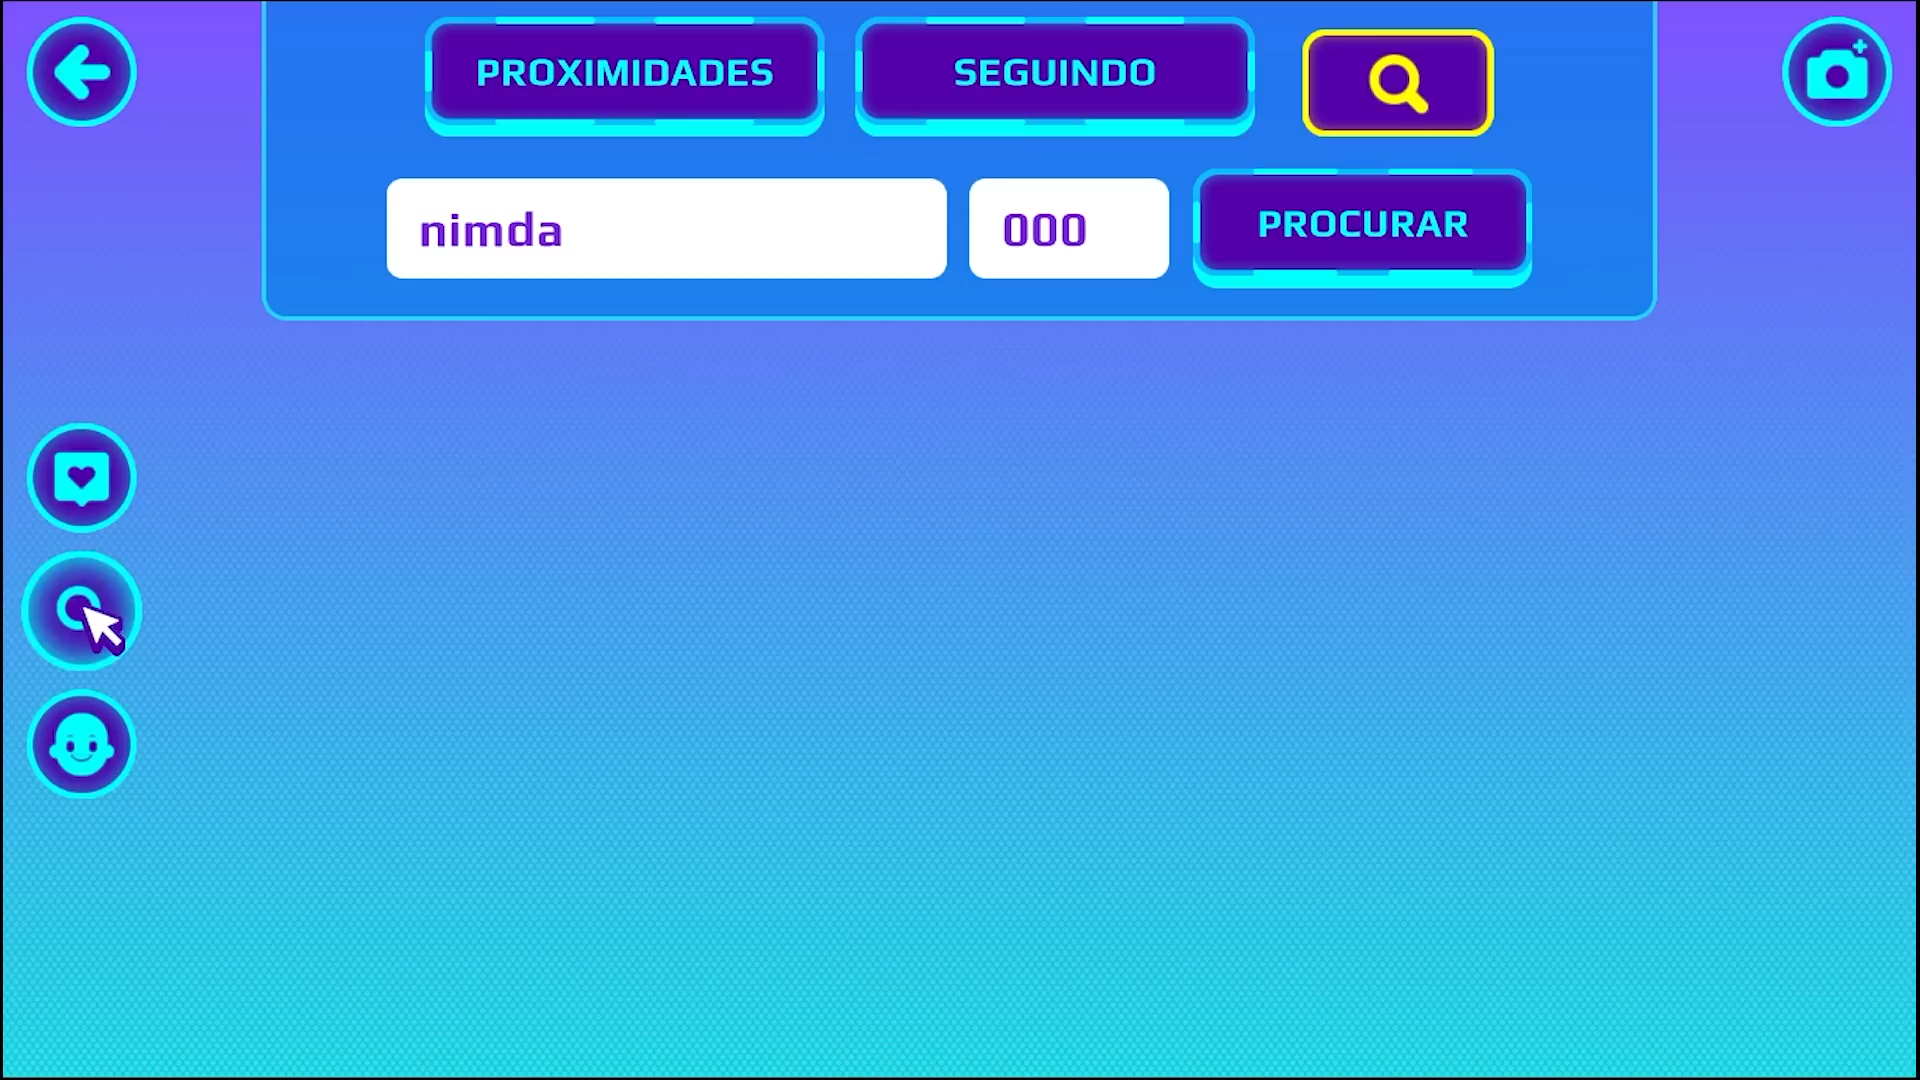 PROXIMIDADES
SEGUINDO
nimda
000
PROCURAR